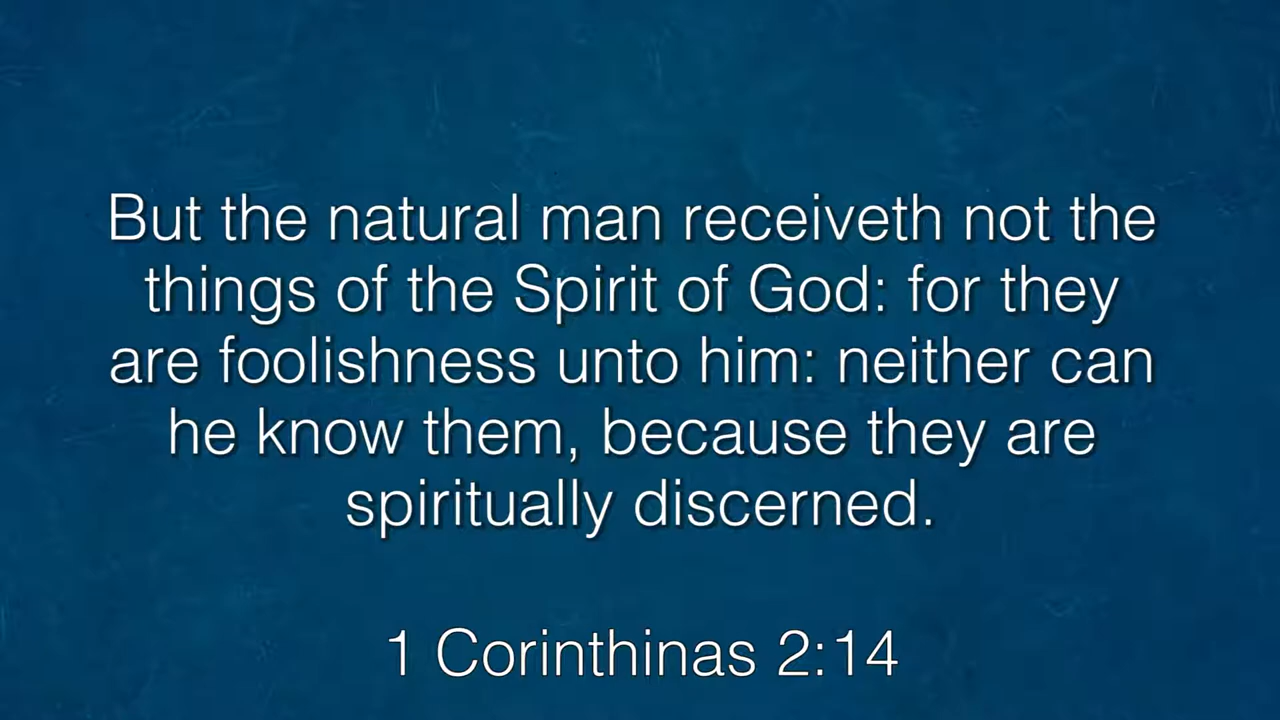 But the natural man receiveth not the
things of the Spirit of God: for they
are foolishness unto him: neither can
he know them, because they are
spiritually discerned.
1 Corinthinas 2:14